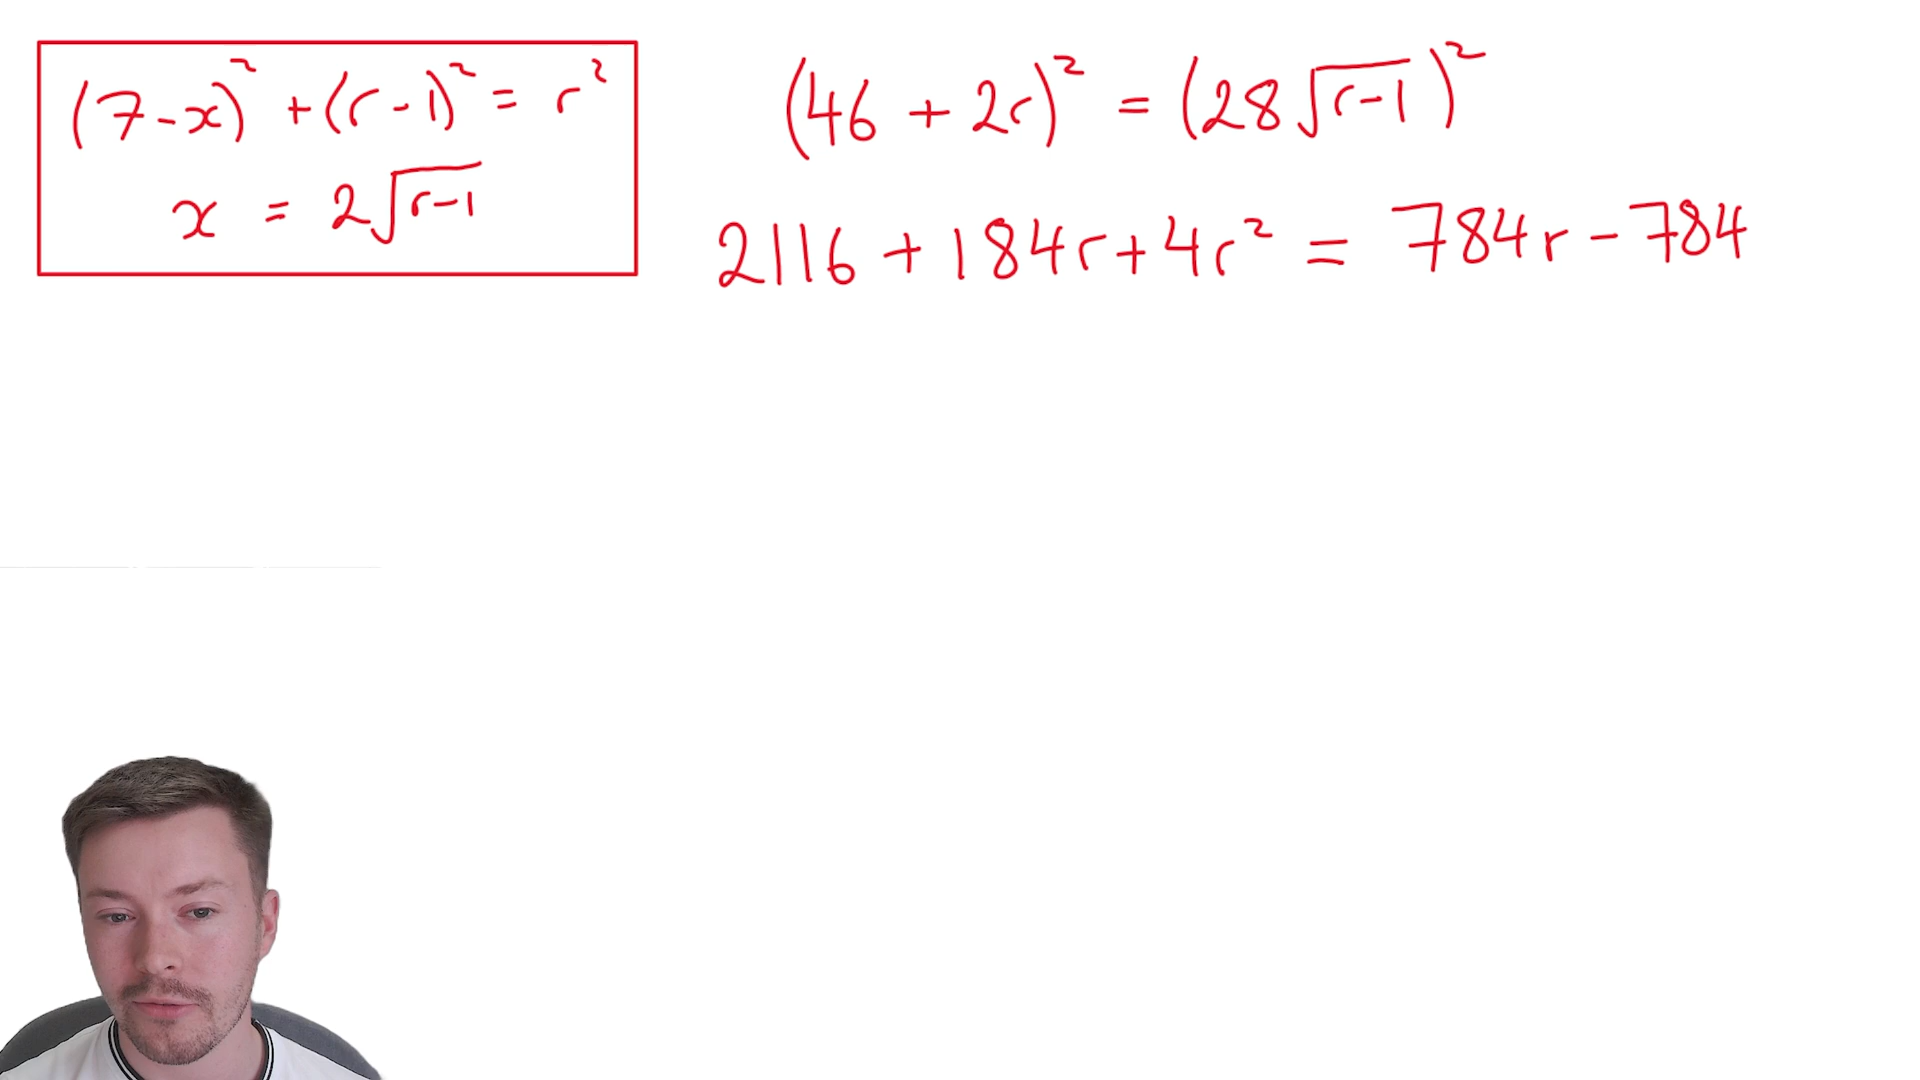 (7-x)² + (r-1)² = r²
x = 2√(r-1)
(46 + 2r)² = (28√(r-1))²
2116 + 184r + 4r² = 784r - 784